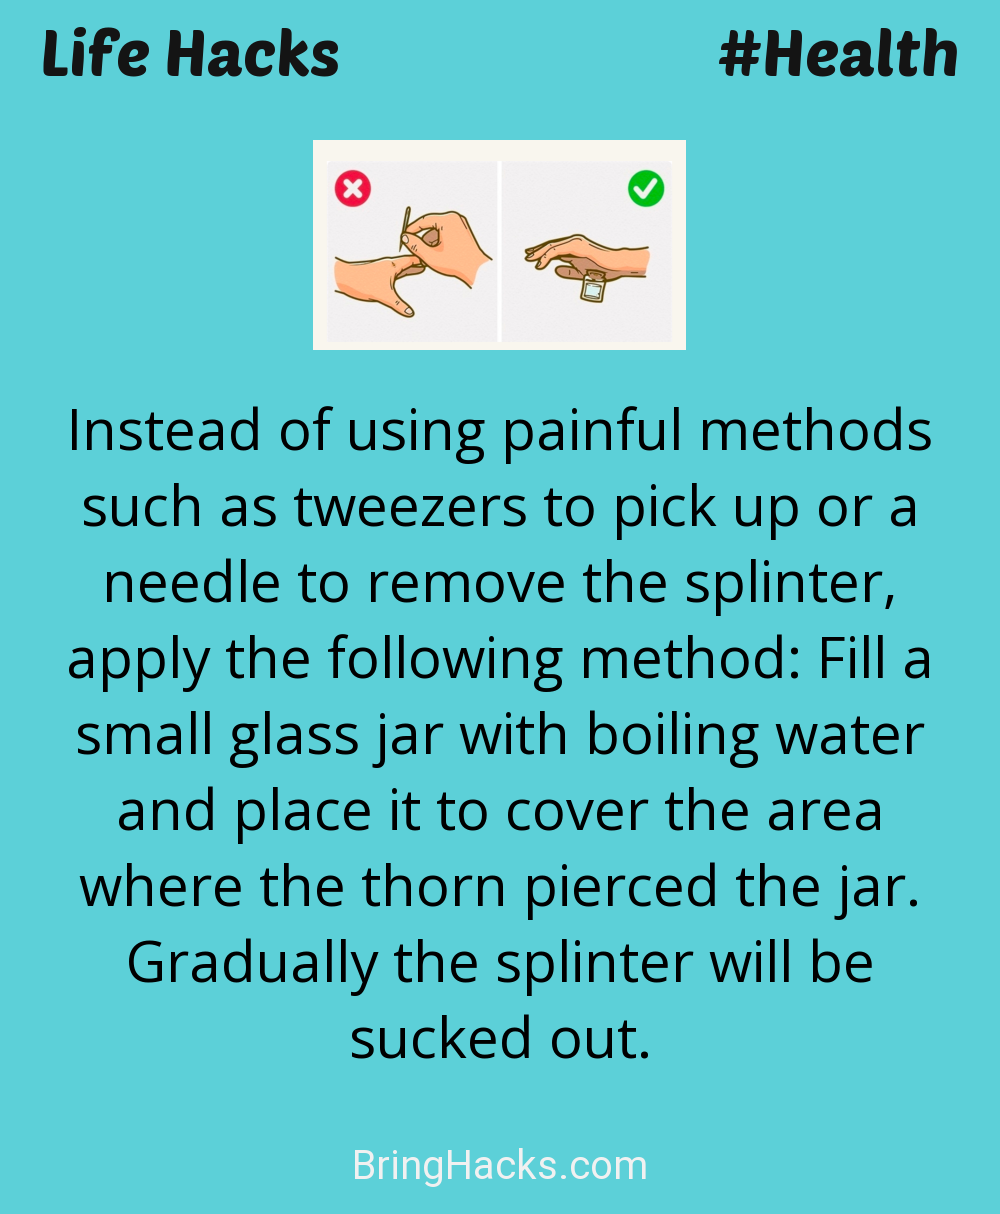 Life Hacks
#Health
Instead of using painful methods
such as tweezers to pick up or a
needle to remove the splinter,
apply the following method: Fill a
small glass jar with boiling water
and place it to cover the area
where the thorn pierced the jar.
Gradually the splinter will be
sucked out.
BringHacks.com